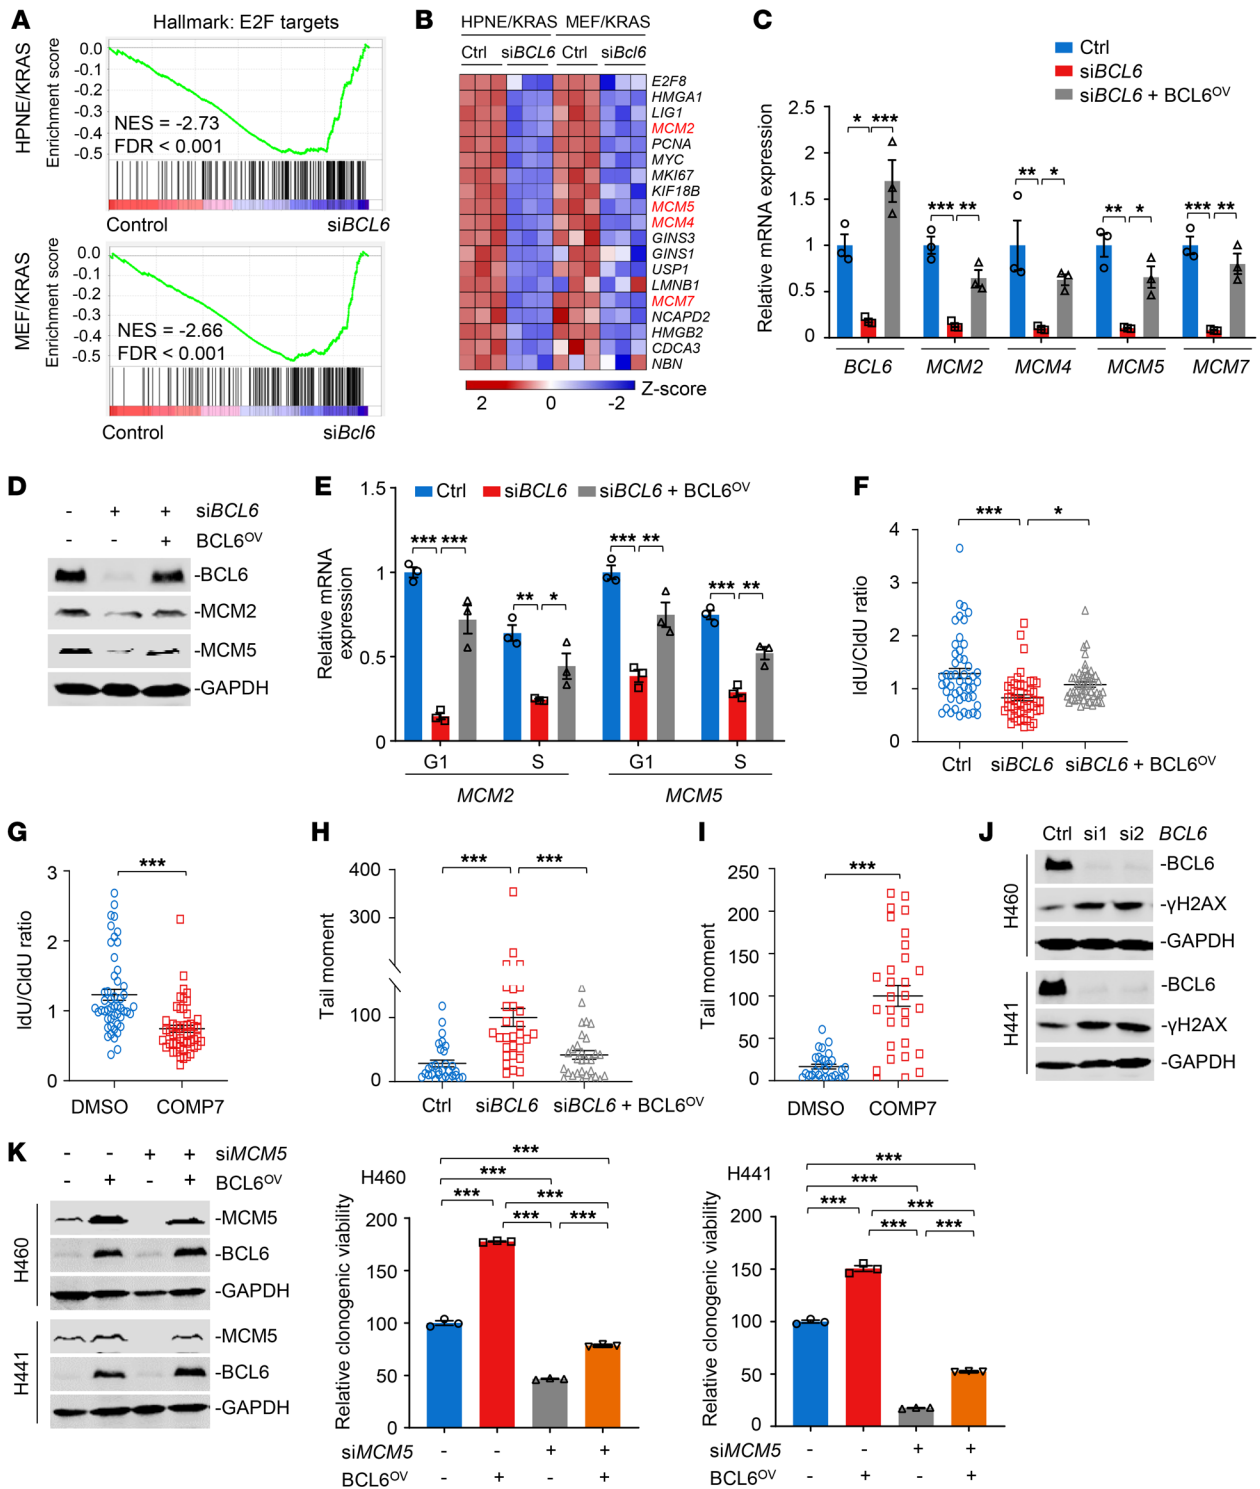 A
Hallmark: E2F targets
HPNE/KRAS
Enrichment score
0.0
-0.1
-0.2
-0.3
-0.4
-0.5
NES = -2.73
FDR < 0.001
Control
siBCL6
MEF/KRAS
Enrichment score
0.0
-0.1
-0.2
-0.3
-0.4
-0.5
NES = -2.66
FDR < 0.001
Control
siBcl6
B
HPNE/KRAS MEF/KRAS
Ctrl siBCL6 Ctrl siBcl6
E2F8
HMGA1
LIG1
MCM2
PCNA
MYC
MKI67
KIF18B
MCM5
MCM4
GINS3
GINS1
USP1
LMNB1
MCM7
NCAPD2
HMGB2
CDCA3
NBN
Z-score
2 0 -2
C
Ctrl
siBCL6
siBCL6 + BCL6OV
Relative mRNA expression
2.5
2
1.5
1
0.5
0
* ***
*** **
** *
** *
*** **
BCL6 MCM2 MCM4 MCM5 MCM7
D
- + + siBCL6
- - + BCL6OV
-BCL6
-MCM2
-MCM5
-GAPDH
E
Ctrl siBCL6 siBCL6 + BCL6OV
Relative mRNA
expression
1.5
1
0.5
0
*** ***
** *
*** **
*** **
G1 S G1 S
MCM2 MCM5
F
IdU/CldU ratio
4
3
2
1
0
*** *
Ctrl siBCL6 siBCL6 + BCL6OV
G
IdU/CldU ratio
3
2
1
0
***
DMSO COMP7
H
Tail moment
400
300
100
0
*** ***
Ctrl siBCL6 siBCL6 + BCL6OV
I
Tail moment
250
200
150
100
50
0
***
DMSO COMP7
J
Ctrl si1 si2 BCL6
H460
-BCL6
-γH2AX
-GAPDH
H441
-BCL6
-γH2AX
-GAPDH
K
- - + + siMCM5
- + - + BCL6OV
H460
-MCM5
-BCL6
-GAPDH
H441
-MCM5
-BCL6
-GAPDH
H460
Relative clonogenic viability
200
150
100
50
0
***
***
*** ***
*** ***
siMCM5 - - + +
BCL6OV - + - +
H441
Relative clonogenic viability
200
150
100
50
0
***
***
*** ***
*** ***
siMCM5 - - + +
BCL6OV - + - +